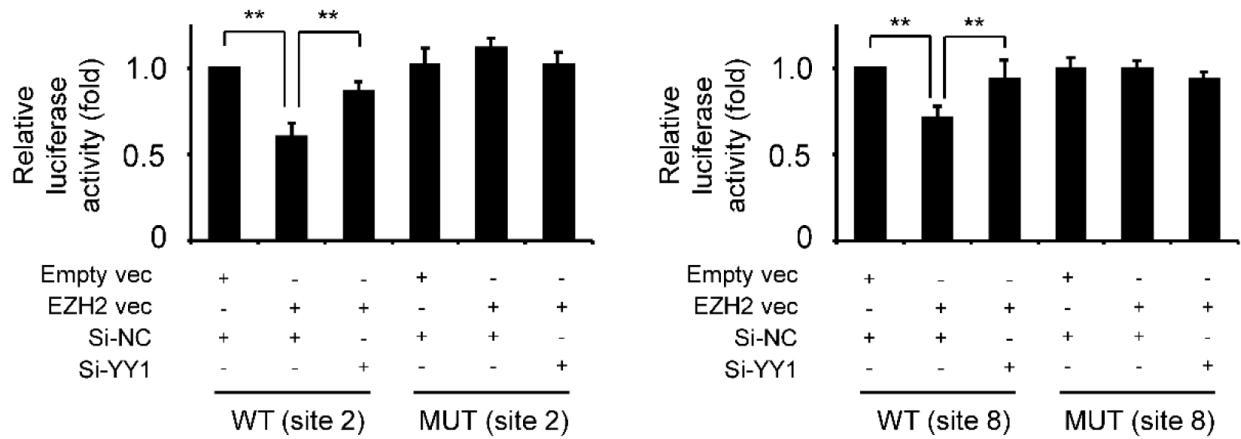 ** **
Relative luciferase activity (fold)
1.0
0.5
0
Empty vec + - - + - -
EZH2 vec - + + - + +
Si-NC + + - + + -
Si-YY1 - - + - - +
WT (site 2) MUT (site 2)
** **
Relative luciferase activity (fold)
1.0
0.5
0
Empty vec + - - + - -
EZH2 vec - + + - + +
Si-NC + + - + + -
Si-YY1 - - + - - +
WT (site 8) MUT (site 8)